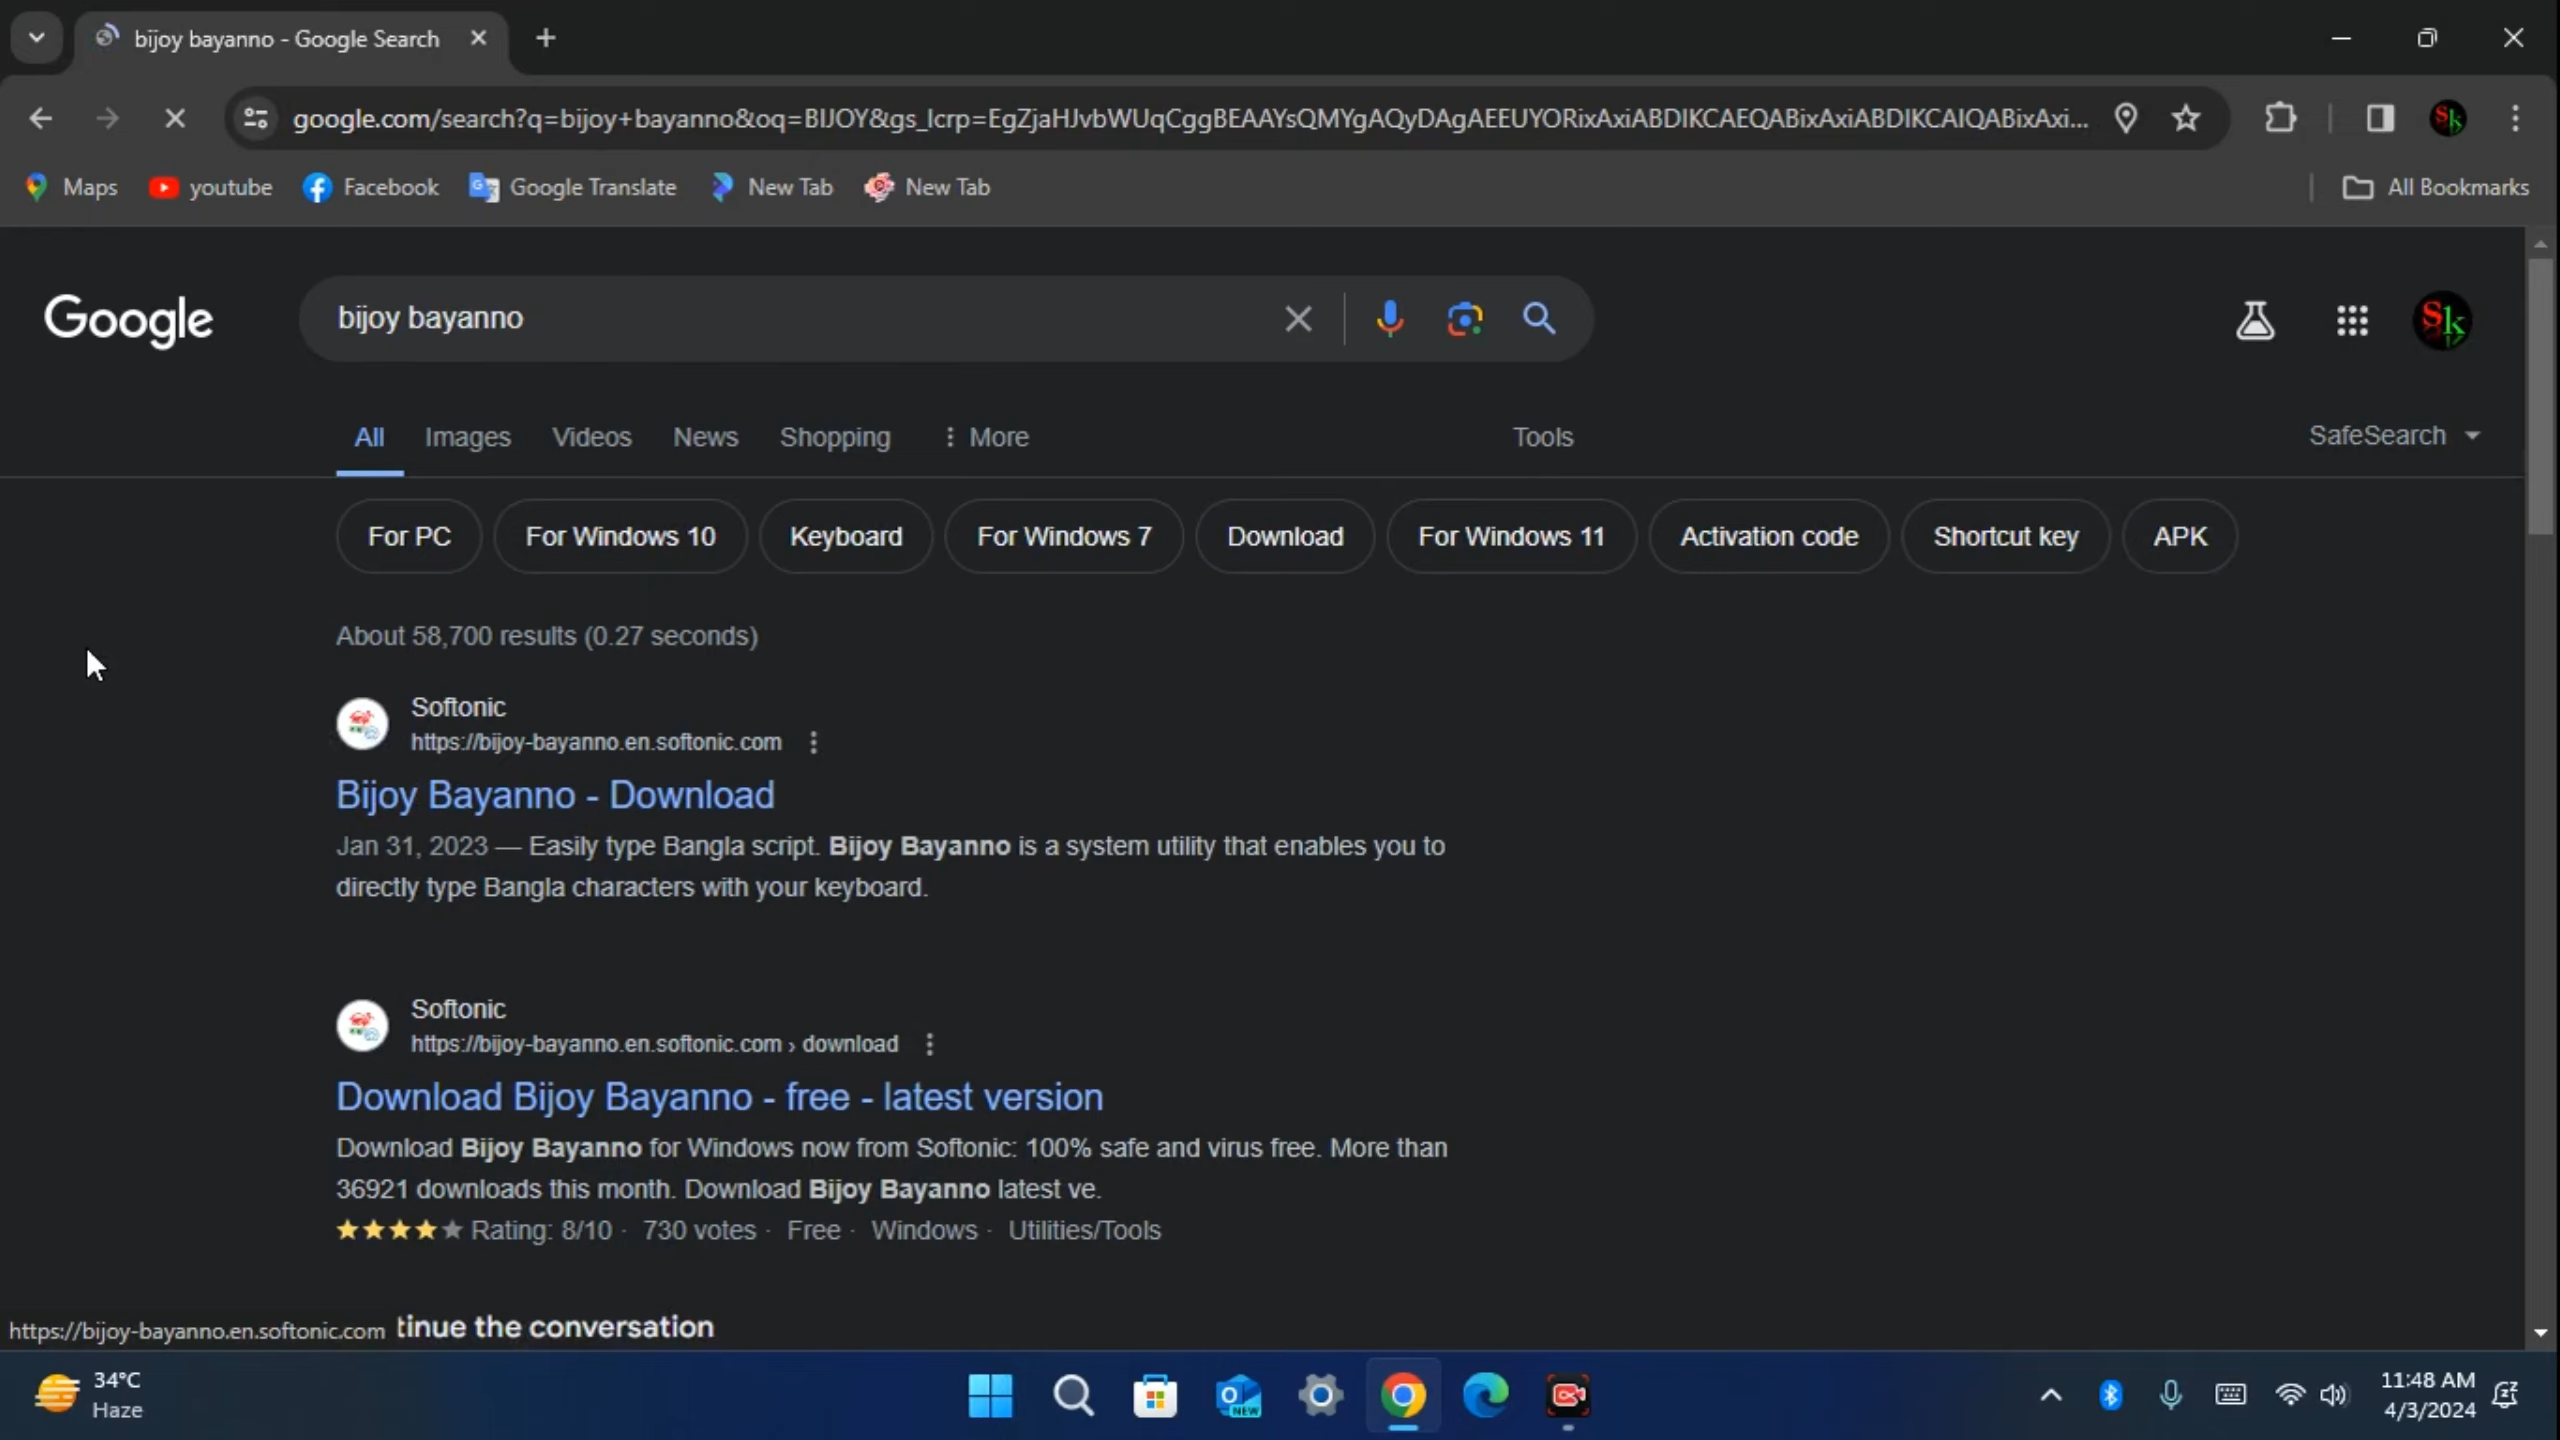 bijoy bayanno - Google Search
google.com/search?q=bijoy+bayanno&oq=BIJOY&gs_lcrp=EgZjaHJvbWUqCggBEAAYsQMYgAQyDAgAEEUYORixAxiABDIKCAEQABixAxiABDIKCAIQABixAxi...
Maps youtube Facebook Google Translate New Tab New Tab All Bookmarks
Google bijoy bayanno Sk
All Images Videos News Shopping More Tools SafeSearch
For PC For Windows 10 Keyboard For Windows 7 Download For Windows 11 Activation code Shortcut key APK
About 58,700 results (0.27 seconds)
Softonic
https://bijoy-bayanno.en.softonic.com
Bijoy Bayanno - Download
Jan 31, 2023 — Easily type Bangla script. Bijoy Bayanno is a system utility that enables you to
directly type Bangla characters with your keyboard.
Softonic
https://bijoy-bayanno.en.softonic.com › download
Download Bijoy Bayanno - free - latest version
Download Bijoy Bayanno for Windows now from Softonic: 100% safe and virus free. More than
36921 downloads this month. Download Bijoy Bayanno latest ve.
Rating: 8/10 · 730 votes · Free · Windows · Utilities/Tools
https://bijoy-bayanno.en.softonic.com tinue the conversation
34°C
Haze
NEW
11:48 AM
4/3/2024